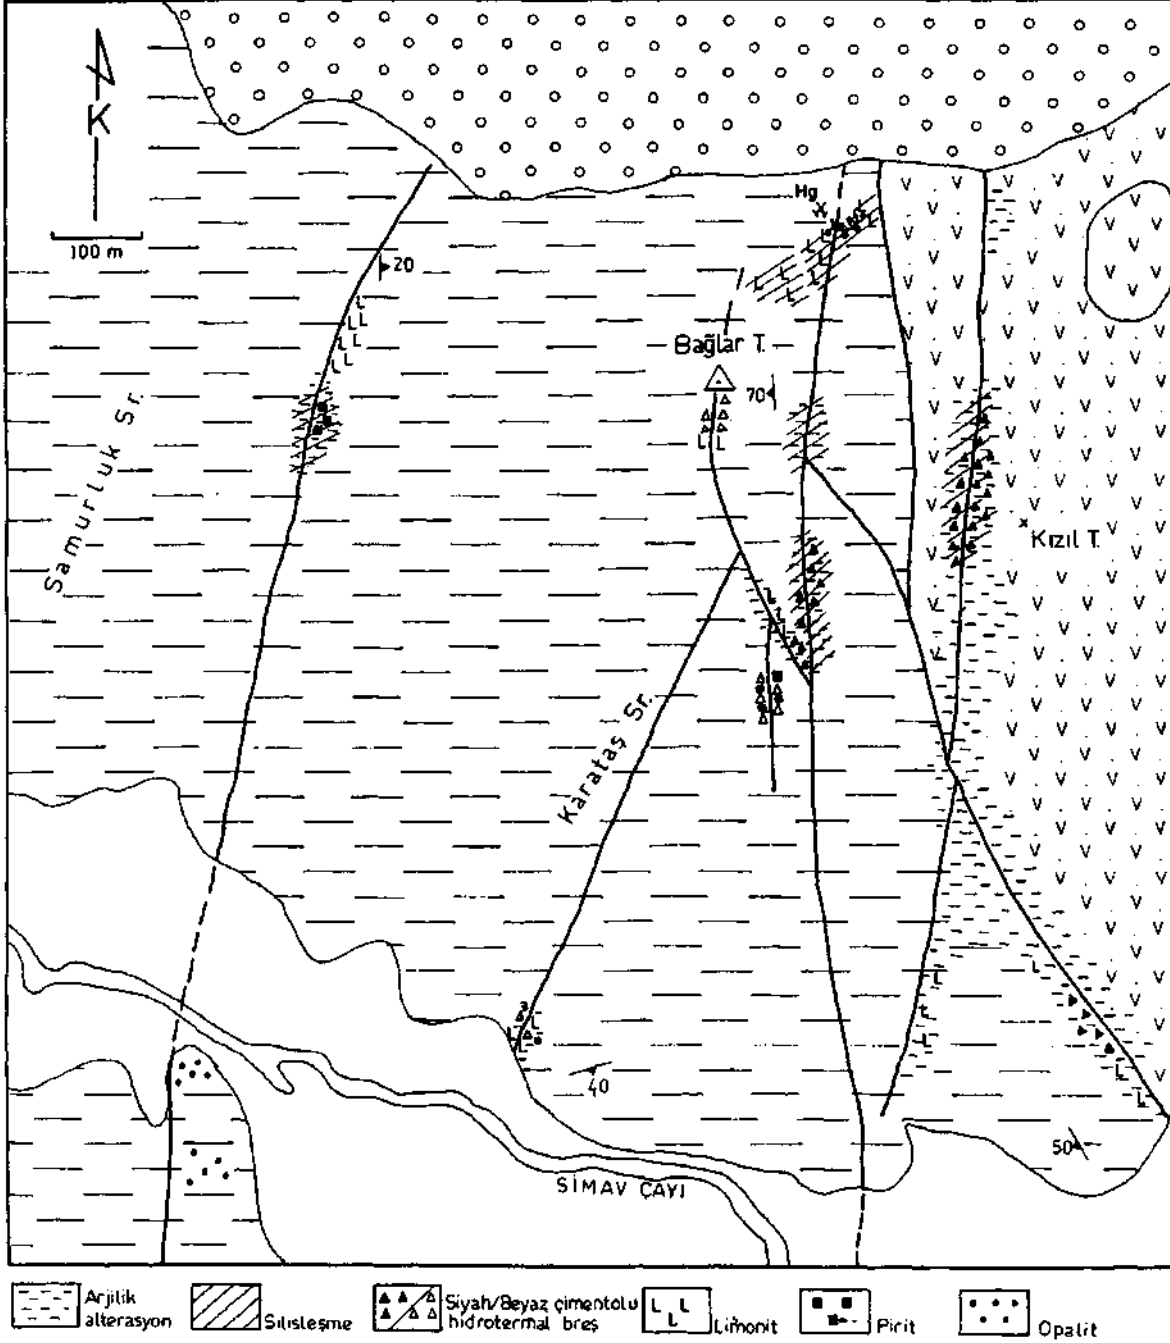 K
100 m
Hg
20
Bağlar T.
70
Samurluk Sr.
Kızıl T.
Karataş Sr.
40
50
SİMAV ÇAYI
Arjilik alterasyon
Silisleşme
Siyah/Beyaz çimentolu hidrotermal breş
Limonit
Pirit
Opalit